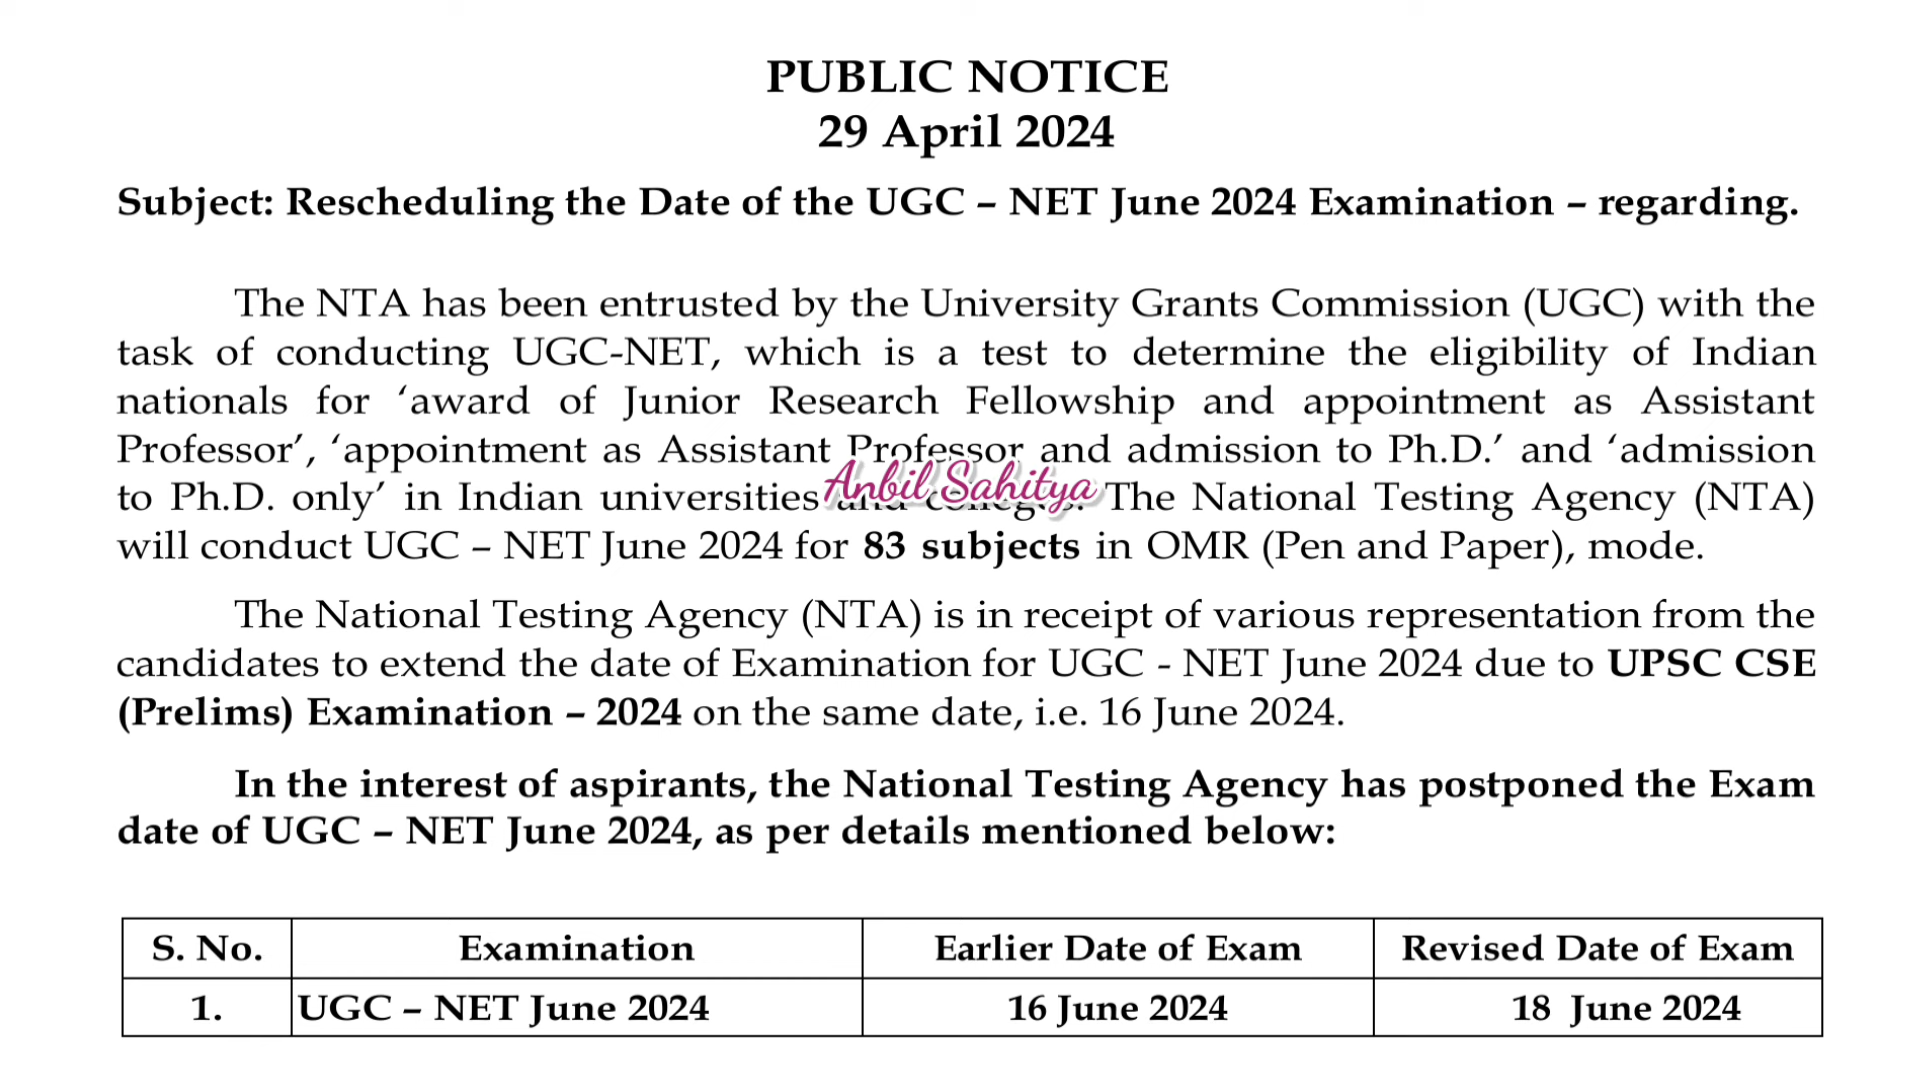 PUBLIC NOTICE
29 April 2024
Subject: Rescheduling the Date of the UGC – NET June 2024 Examination – regarding.
The NTA has been entrusted by the University Grants Commission (UGC) with the
task of conducting UGC-NET, which is a test to determine the eligibility of Indian
nationals for ‘award of Junior Research Fellowship and appointment as Assistant
Professor’, ‘appointment as Assistant Professor and admission to Ph.D.’ and ‘admission
Anbil Sahitya
to Ph.D. only’ in Indian universities and colleges. The National Testing Agency (NTA)
will conduct UGC – NET June 2024 for 83 subjects in OMR (Pen and Paper), mode.
The National Testing Agency (NTA) is in receipt of various representation from the
candidates to extend the date of Examination for UGC - NET June 2024 due to UPSC CSE
(Prelims) Examination – 2024 on the same date, i.e. 16 June 2024.
In the interest of aspirants, the National Testing Agency has postponed the Exam
date of UGC – NET June 2024, as per details mentioned below:
S. No. Examination Earlier Date of Exam Revised Date of Exam
1. UGC – NET June 2024 16 June 2024 18 June 2024